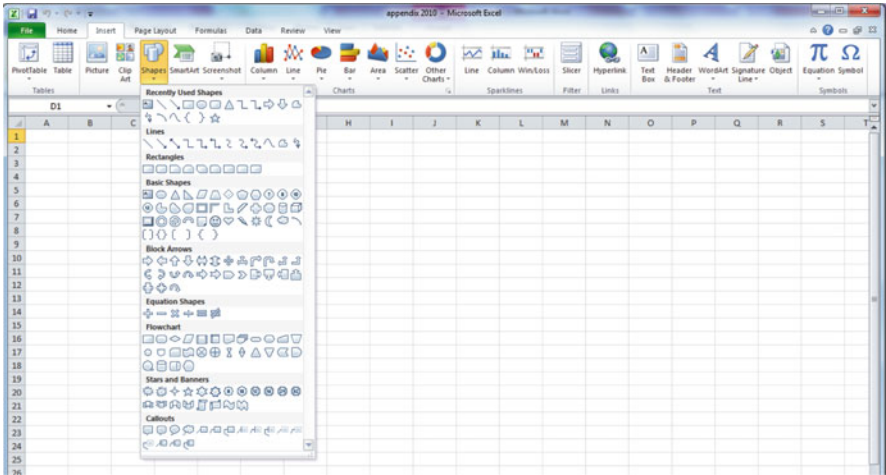 appendix 2010 - Microsoft Excel
File Home Insert Page Layout Formulas Data Review View
PivotTable Table Picture Clip Art Shapes SmartArt Screenshot Column Line Pie Bar Area Scatter Other Charts Line Column Win/Loss Slicer Hyperlink Text Box Header & Footer WordArt Signature Line Object Equation Symbol
Tables Charts Sparklines Filter Links Text Symbols
D1
A B C H I J K L M N O P Q R S T
Recently Used Shapes
Lines
Rectangles
Basic Shapes
Block Arrows
Equation Shapes
Flowchart
Stars and Banners
Callouts
1
2
3
4
5
6
7
8
9
10
11
12
13
14
15
16
17
18
19
20
21
22
23
24
25
26